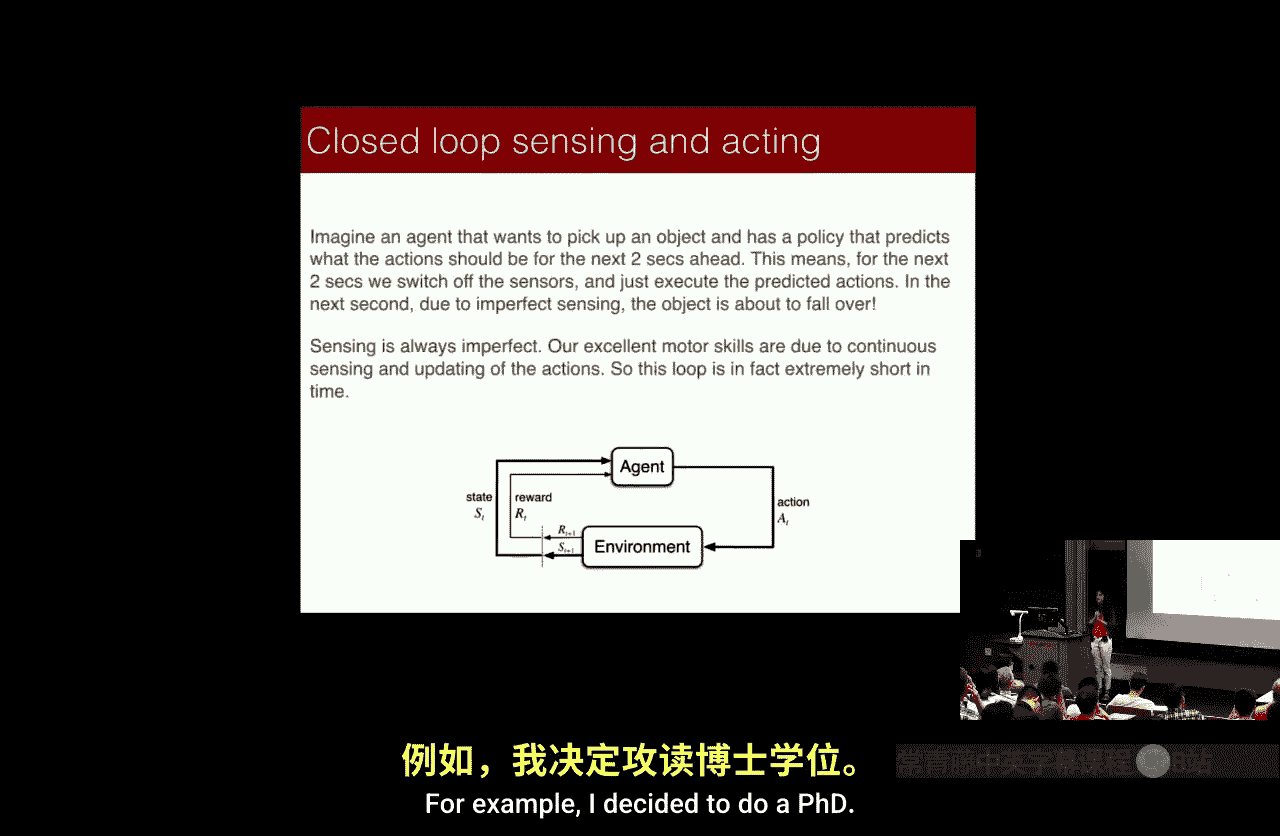 Closed loop sensing and acting
Imagine an agent that wants to pick up an object and has a policy that predicts
what the actions should be for the next 2 secs ahead. This means, for the next
2 secs we switch off the sensors, and just execute the predicted actions. In the
next second, due to imperfect sensing, the object is about to fall over!
Sensing is always imperfect. Our excellent motor skills are due to continuous
sensing and updating of the actions. So this loop is in fact extremely short in
time.
Agent
state
S_t
reward
R_t
action
A_t
R_{t+1}
S_{t+1}
Environment
例如，我决定攻读博士学位。
For example, I decided to do a PhD.